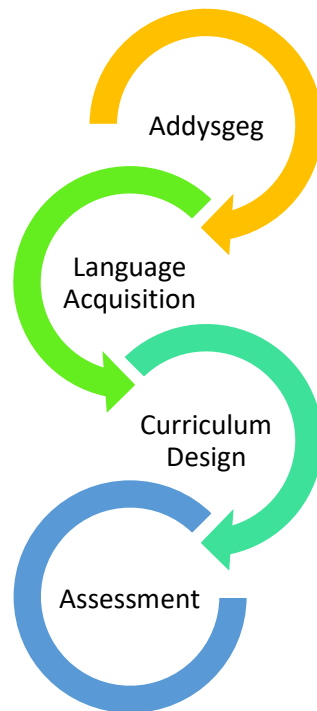 Addysgeg
Language
Acquisition
Curriculum
Design
Assessment